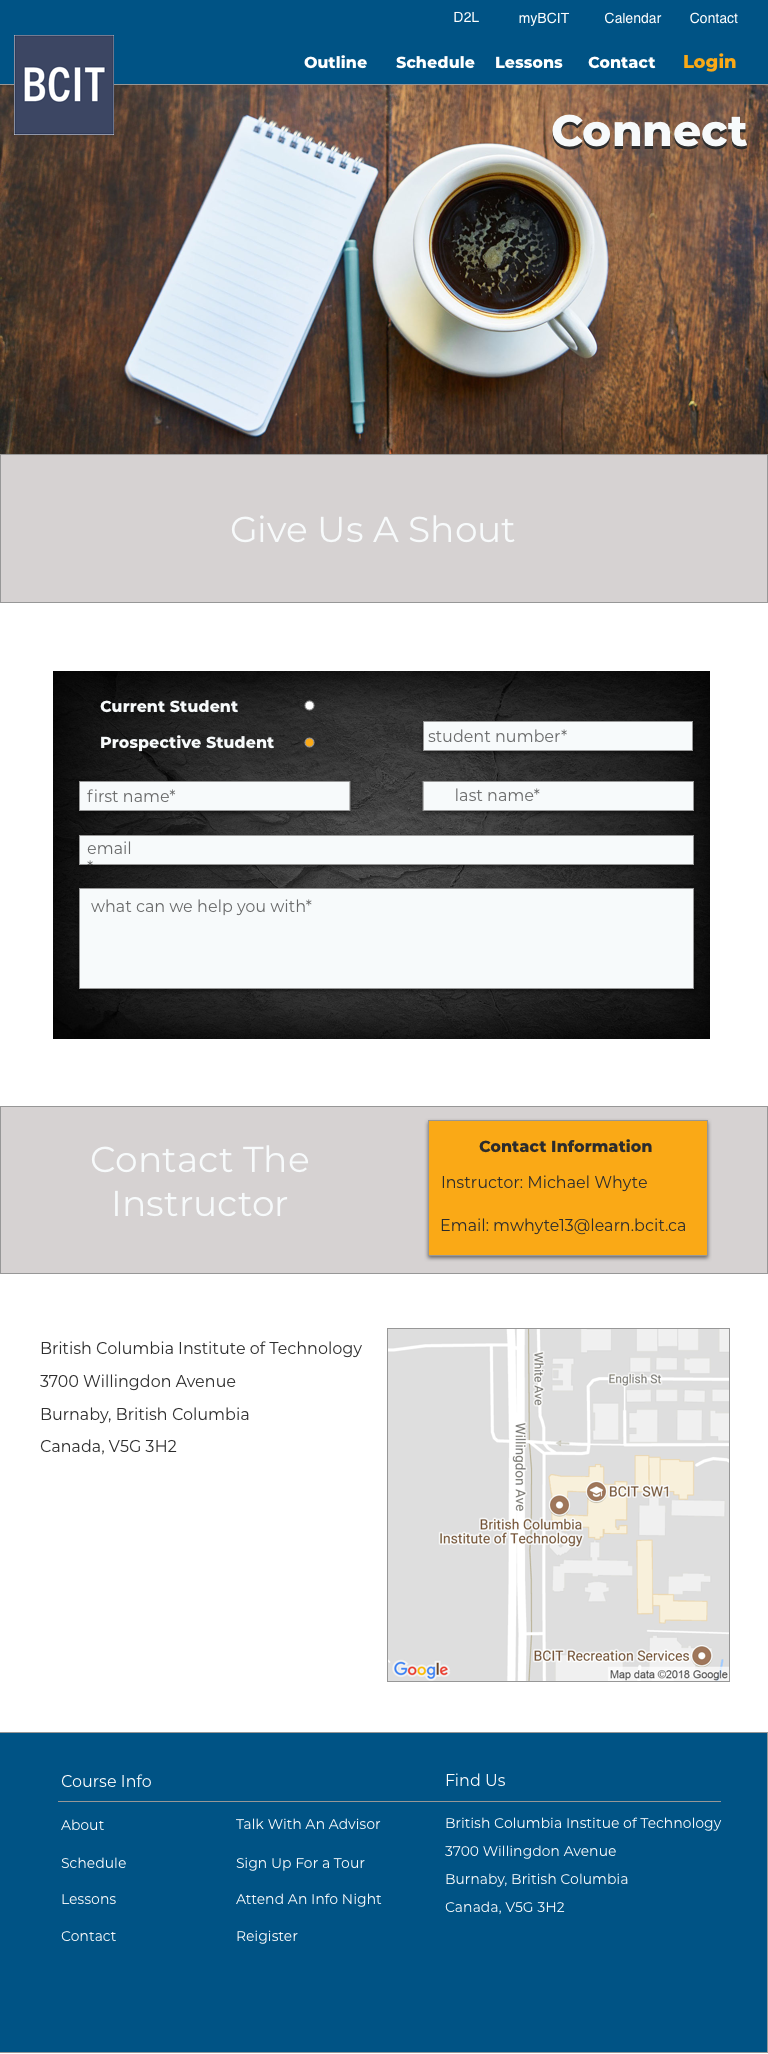 D2L myBCIT Calendar Contact
BCIT
Outline Schedule Lessons Contact Login
Connect
Give Us A Shout
Current Student
Prospective Student
student number*
first name* last name*
email
*
what can we help you with*
Contact The
Instructor
Contact Information
Instructor: Michael Whyte
Email: mwhyte13@learn.bcit.ca
British Columbia Institute of Technology
3700 Willingdon Avenue
Burnaby, British Columbia
Canada, V5G 3H2
White Ave
English St
Willingdon Ave
BCIT SW1
British Columbia
Institute of Technology
BCIT Recreation Services
Google
Map data ©2018 Google
Course Info
About
Schedule
Lessons
Contact
Talk With An Advisor
Sign Up For a Tour
Attend An Info Night
Reigister
Find Us
British Columbia Institue of Technology
3700 Willingdon Avenue
Burnaby, British Columbia
Canada, V5G 3H2